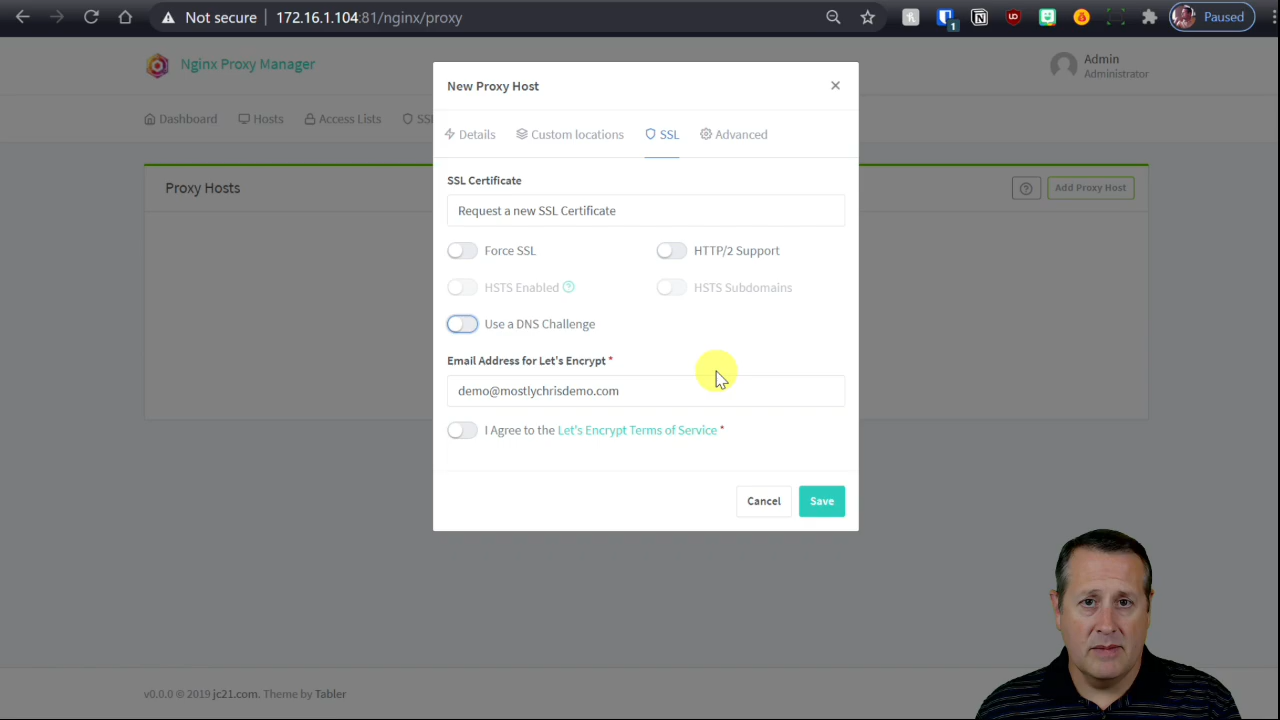 Not secure 172.16.1.104:81/nginx/proxy
1
Paused
Nginx Proxy Manager
Admin
Administrator
Dashboard Hosts Access Lists SS
Proxy Hosts
Add Proxy Host
New Proxy Host
Details Custom locations SSL Advanced
SSL Certificate
Request a new SSL Certificate
Force SSL HTTP/2 Support
HSTS Enabled HSTS Subdomains
Use a DNS Challenge
Email Address for Let's Encrypt *
demo@mostlychrisdemo.com
I Agree to the Let's Encrypt Terms of Service *
Cancel Save
v0.0.0 © 2019 jc21.com. Theme by Tabler